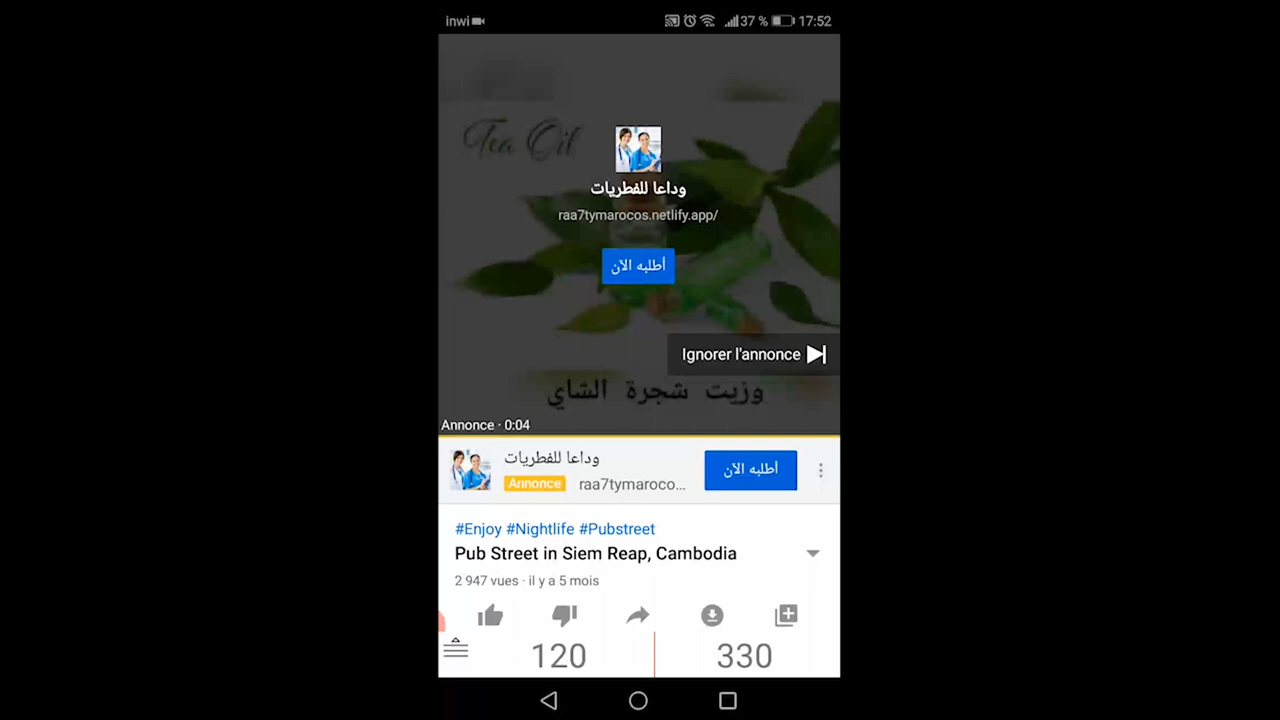 inwi
37 % 17:52
Tea Oil
وداعا للفطريات
raa7tymarocos.netlify.app/
أطلبه الآن
Ignorer l'annonce
وزيت شجرة الشاي
Annonce · 0:04
وداعا للفطريات
أطلبه الآن
Annonce raa7tymaroco...
#Enjoy #Nightlife #Pubstreet
Pub Street in Siem Reap, Cambodia
2 947 vues · il y a 5 mois
120 330